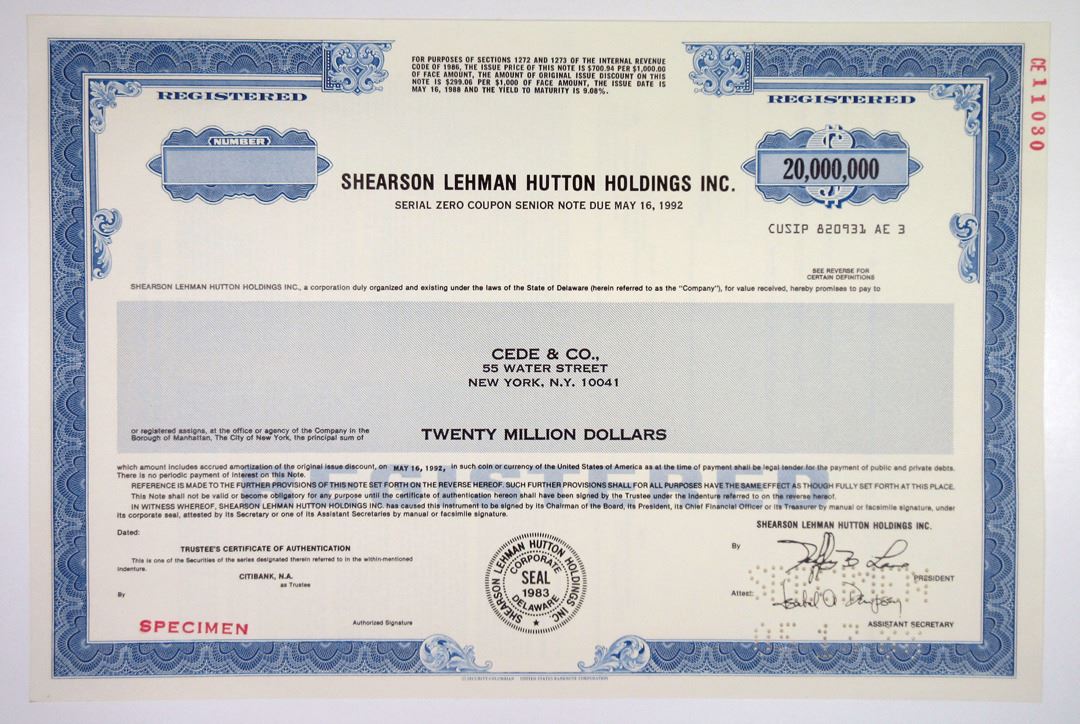 FOR PURPOSES OF SECTIONS 1272 AND 1273 OF THE INTERNAL REVENUE
CODE OF 1986, THE ISSUE PRICE OF THIS NOTE IS $700.94 PER $1,000.00
OF FACE AMOUNT, THE AMOUNT OF ORIGINAL ISSUE DISCOUNT ON THIS
NOTE IS $299.06 PER $1,000 OF FACE AMOUNT, THE ISSUE DATE IS
MAY 16, 1988 AND THE YIELD TO MATURITY IS 9.08%.
CE11080
REGISTERED
REGISTERED
NUMBER
20,000,000
SHEARSON LEHMAN HUTTON HOLDINGS INC.
SERIAL ZERO COUPON SENIOR NOTE DUE MAY 16, 1992
CUSIP 820931 AE 3
SEE REVERSE FOR
CERTAIN DEFINITIONS
SHEARSON LEHMAN HUTTON HOLDINGS INC., a corporation duly organized and existing under the laws of the State of Delaware (herein referred to as the "Company"), for value received, hereby promises to pay to
CEDE & CO.,
55 WATER STREET
NEW YORK, N.Y. 10041
or registered assigns, at the office or agency of the Company in the
Borough of Manhattan, The City of New York, the principal sum of
TWENTY MILLION DOLLARS
which amount includes accrued amortization of the original issue discount, on MAY 16, 1992, in such coin or currency of the United States of America as at the time of payment shall be legal tender for the payment of public and private debts.
There is no periodic payment of interest on this Note.
REFERENCE IS MADE TO THE FURTHER PROVISIONS OF THIS NOTE SET FORTH ON THE REVERSE HEREOF. SUCH FURTHER PROVISIONS SHALL FOR ALL PURPOSES HAVE THE SAME EFFECT AS THOUGH FULLY SET FORTH AT THIS PLACE.
This Note shall not be valid or become obligatory for any purpose until the certificate of authentication hereon shall have been signed by the Trustee under the Indenture referred to on the reverse hereof.
IN WITNESS WHEREOF, SHEARSON LEHMAN HUTTON HOLDINGS INC. has caused this instrument to be signed by its Chairman of the Board, its President, its Chief Financial Officer or its Treasurer by manual or facsimile signature, under
its corporate seal, attested by its Secretary or one of its Assistant Secretaries by manual or facsimile signature.
Dated:
SHEARSON LEHMAN HUTTON HOLDINGS INC.
TRUSTEE'S CERTIFICATE OF AUTHENTICATION
This is one of the Securities of the series designated therein referred to in the within-mentioned
Indenture.
CITIBANK, N.A.
as Trustee
By
Authorized Signature
SPECIMEN
SHEARSON LEHMAN HUTTON HOLDINGS INC.
CORPORATE
SEAL
1983
DELAWARE
By
PRESIDENT
Attest:
ASSISTANT SECRETARY
SECURITY-COLUMBIAN UNITED STATES BANKNOTE CORPORATION